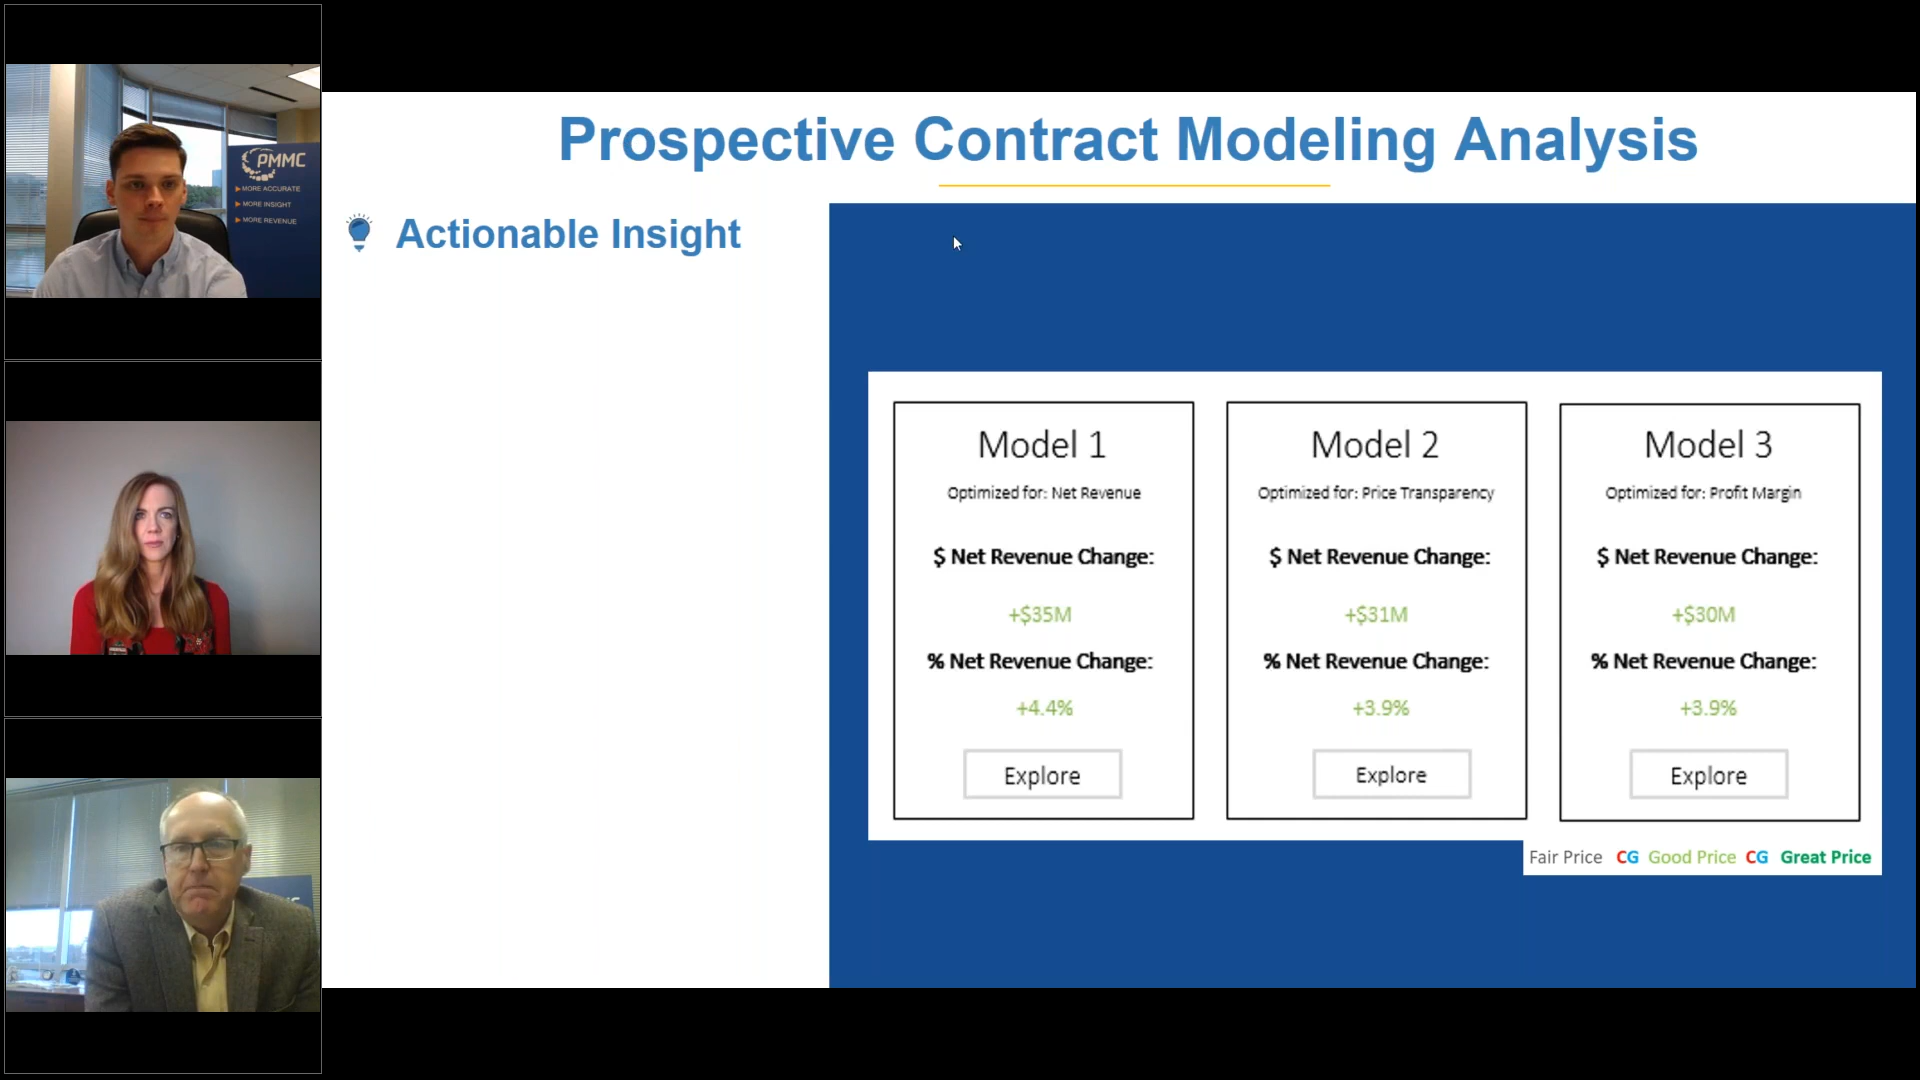 PMMC
MORE ACCURATE
MORE INSIGHT
MORE REVENUE
Prospective Contract Modeling Analysis
Actionable Insight
Model 1
Optimized for: Net Revenue
$ Net Revenue Change:
+$35M
% Net Revenue Change:
+4.4%
Explore
Model 2
Optimized for: Price Transparency
$ Net Revenue Change:
+$31M
% Net Revenue Change:
+3.9%
Explore
Model 3
Optimized for: Profit Margin
$ Net Revenue Change:
+$30M
% Net Revenue Change:
+3.9%
Explore
Fair Price CG Good Price CG Great Price